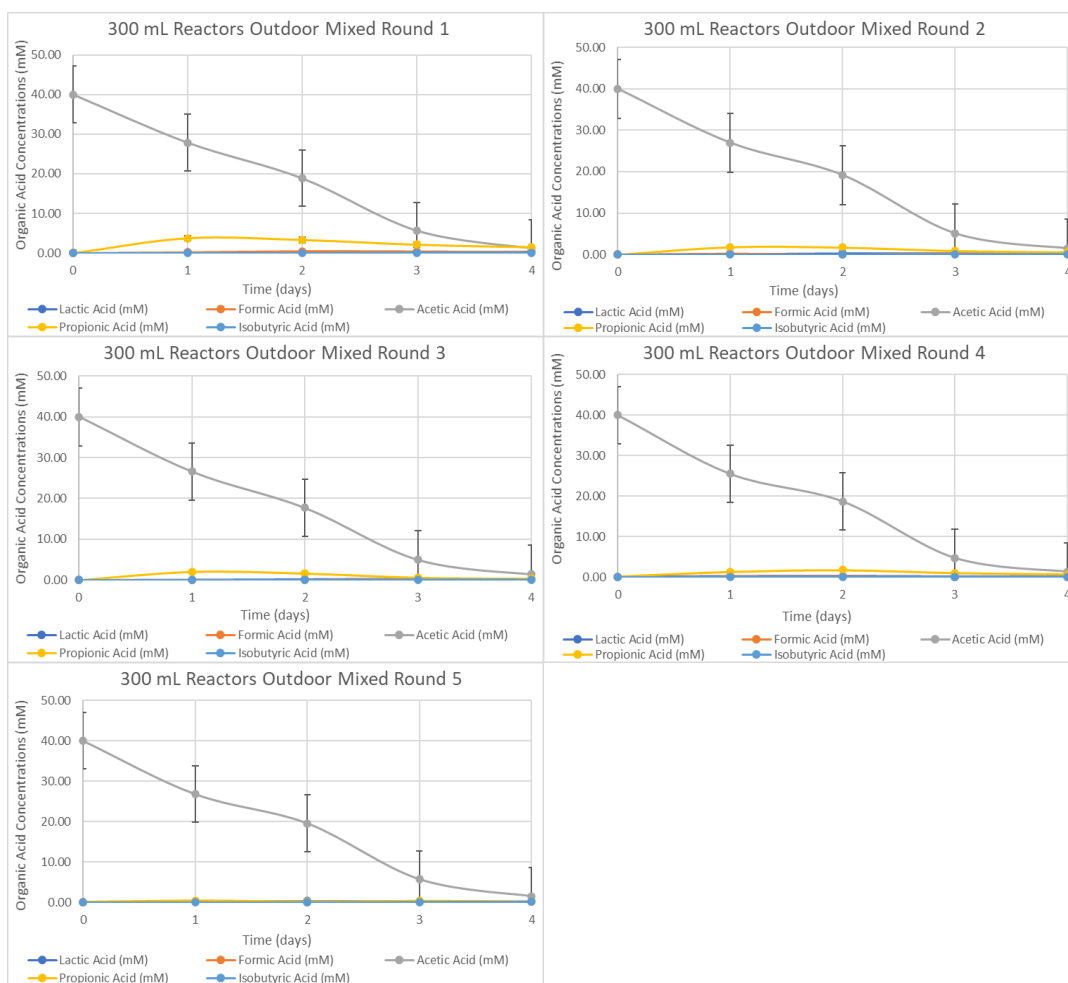 300 mL Reactors Outdoor Mixed Round 1
Organic Acid Concentrations (mM)
50.00
40.00
30.00
20.00
10.00
0.00
0 1 2 3 4
Time (days)
Lactic Acid (mM) Formic Acid (mM) Acetic Acid (mM)
Propionic Acid (mM) Isobutyric Acid (mM)
300 mL Reactors Outdoor Mixed Round 2
Organic Acid Concentrations (mM)
50.00
40.00
30.00
20.00
10.00
0.00
0 1 2 3 4
Time (days)
Lactic Acid (mM) Formic Acid (mM) Acetic Acid (mM)
Propionic Acid (mM) Isobutyric Acid (mM)
300 mL Reactors Outdoor Mixed Round 3
Organic Acid Concentrations (mM)
50.00
40.00
30.00
20.00
10.00
0.00
0 1 2 3 4
Time (days)
Lactic Acid (mM) Formic Acid (mM) Acetic Acid (mM)
Propionic Acid (mM) Isobutyric Acid (mM)
300 mL Reactors Outdoor Mixed Round 4
Organic Acid Concentrations (mM)
50.00
40.00
30.00
20.00
10.00
0.00
0 1 2 3 4
Time (days)
Lactic Acid (mM) Formic Acid (mM) Acetic Acid (mM)
Propionic Acid (mM) Isobutyric Acid (mM)
300 mL Reactors Outdoor Mixed Round 5
Organic Acid Concentrations (mM)
50.00
40.00
30.00
20.00
10.00
0.00
0 1 2 3 4
Time (days)
Lactic Acid (mM) Formic Acid (mM) Acetic Acid (mM)
Propionic Acid (mM) Isobutyric Acid (mM)